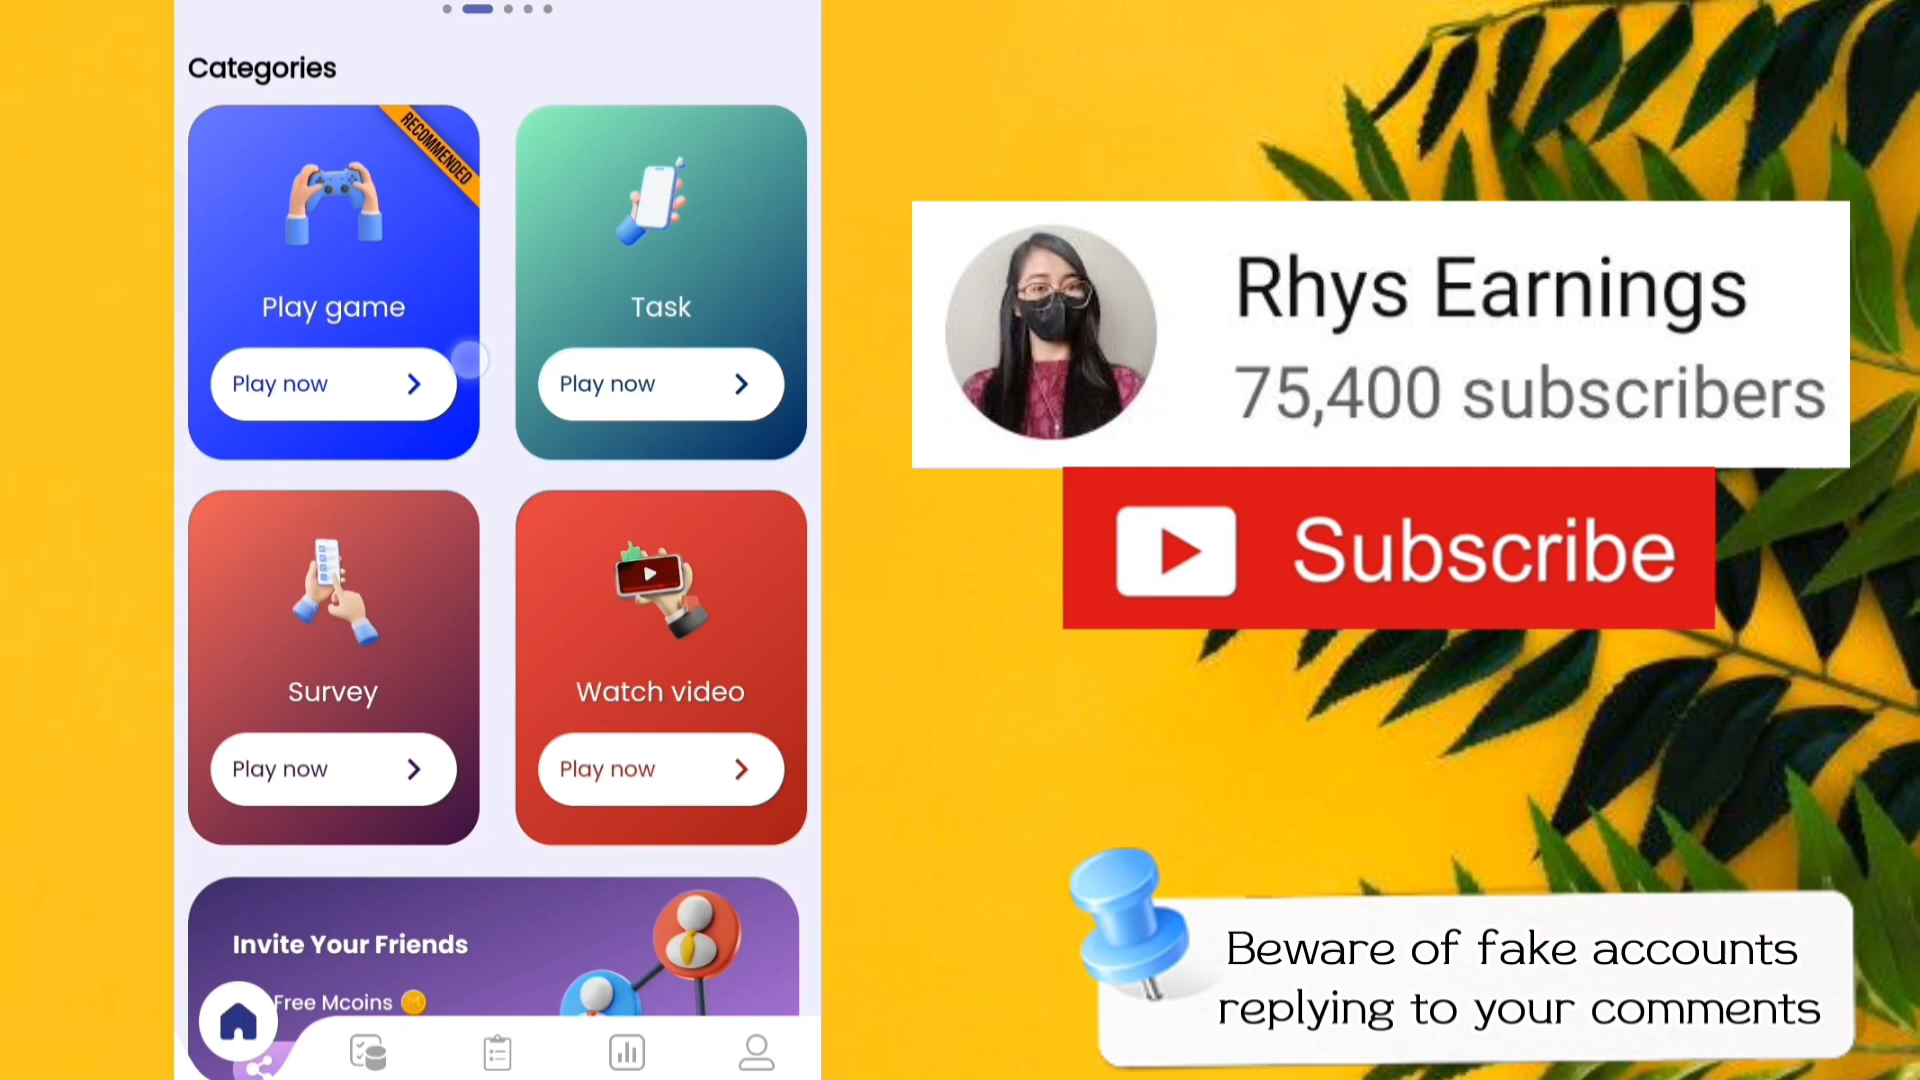 Categories
RECOMMENDED
Play game
Play now
Task
Play now
Survey
Play now
Watch video
Play now
Invite Your Friends
Free Mcoins
Rhys Earnings
75,400 subscribers
Subscribe
Beware of fake accounts
replying to your comments